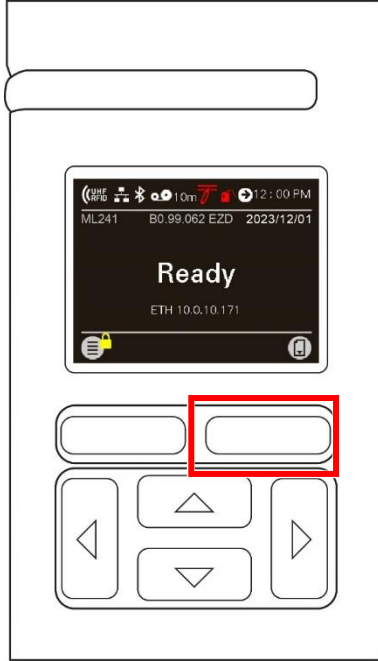 UHF RFID 10m 12:00 PM
ML241 B0.99.062 EZD 2023/12/01
Ready
ETH 10.0.10.171